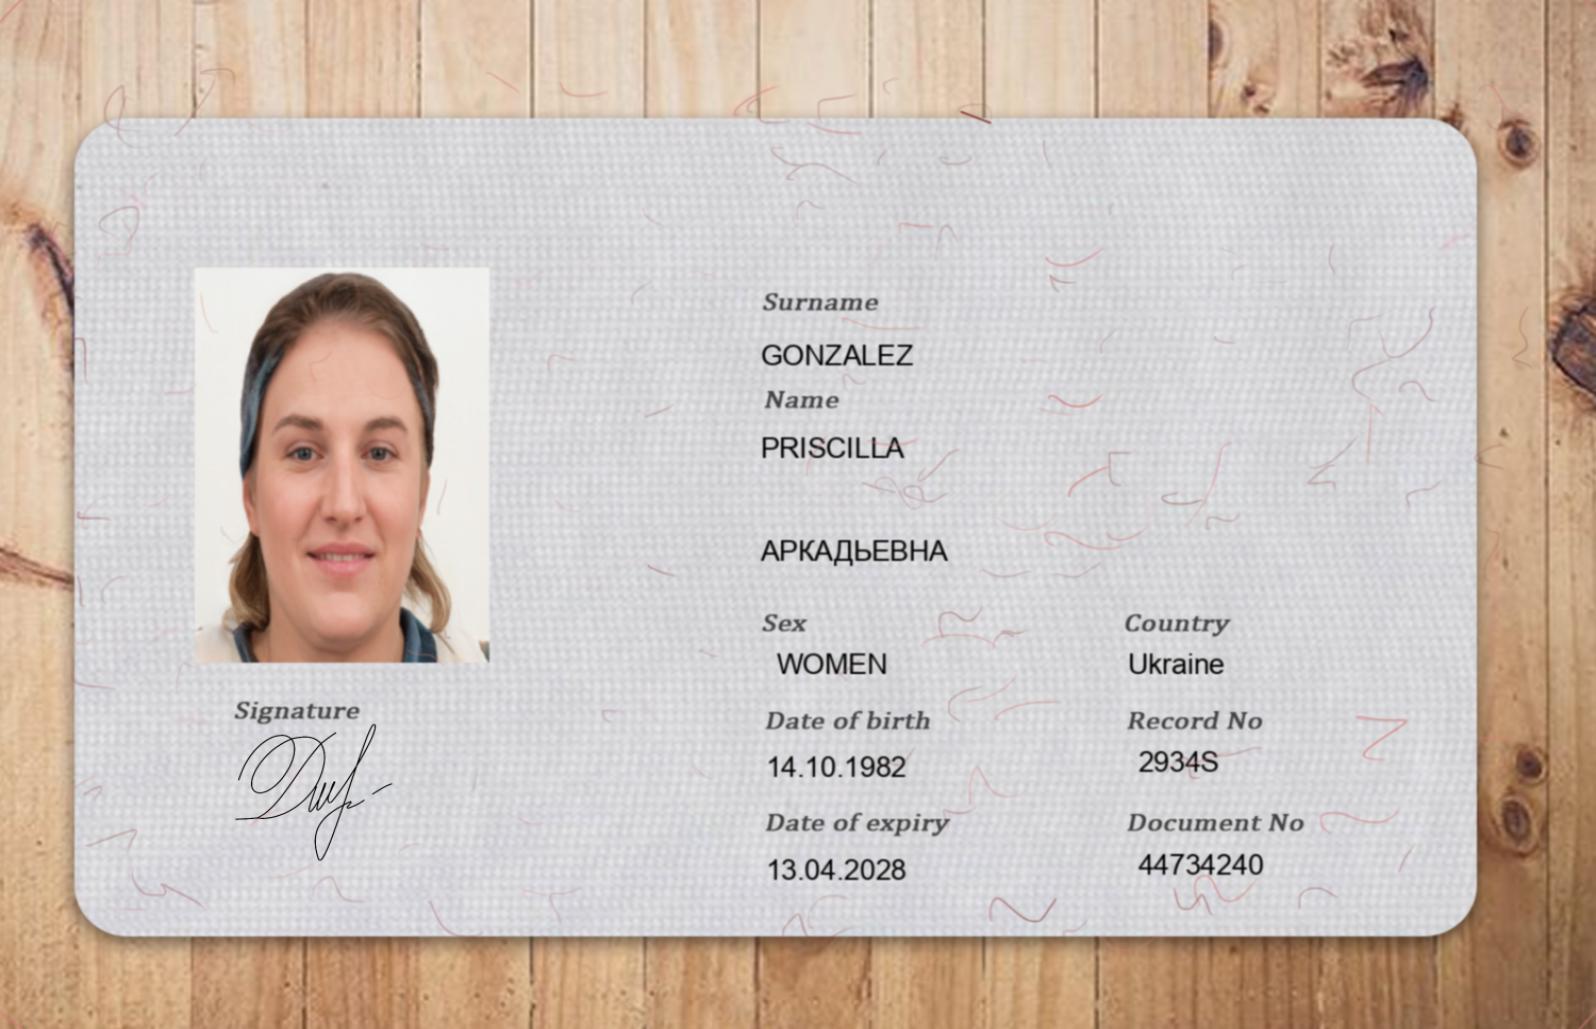 Surname
GONZALEZ
Name
PRISCILLA
АРКАДЬЕВНА
Sex Country
WOMEN Ukraine
Signature
Date of birth Record No
14.10.1982 2934S
Date of expiry Document No
13.04.2028 44734240